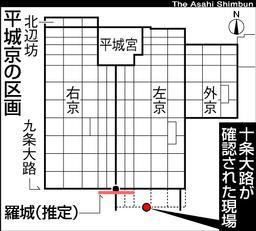 The Asahi Shimbun
平城京の区画
北辺坊
平城宮
N
右京
左京
外京
九条大路
羅城(推定)
十条大路が
確認された現場